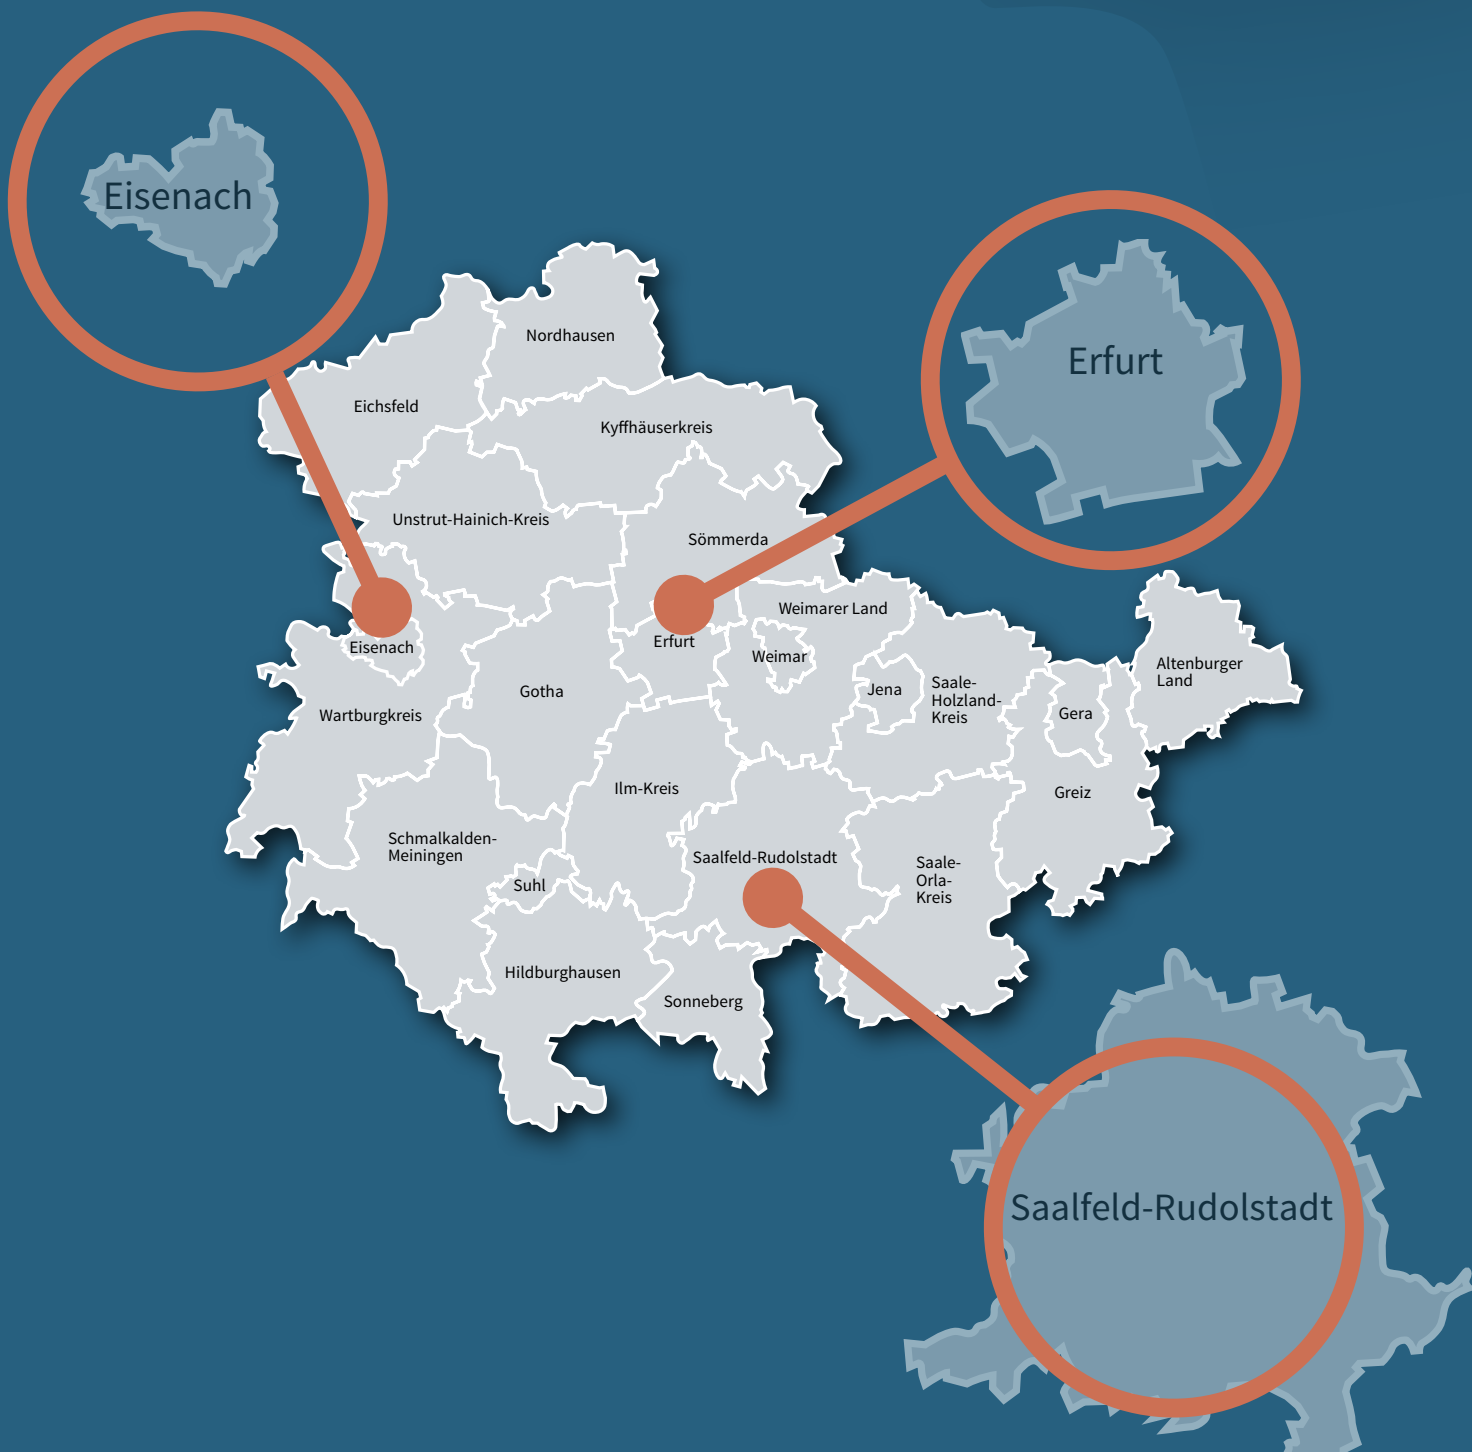 Eisenach
Erfurt
Nordhausen
Eichsfeld
Kyffhäuserkreis
Unstrut-Hainich-Kreis
Sömmerda
Weimarer Land
Erfurt
Eisenach
Weimar
Altenburger
Land
Gotha
Jena
Saale-
Holzland-
Kreis
Wartburgkreis
Gera
Ilm-Kreis
Greiz
Schmalkalden-
Meiningen
Saalfeld-Rudolstadt
Saale-
Orla-
Kreis
Suhl
Hildburghausen
Sonneberg
Saalfeld-Rudolstadt